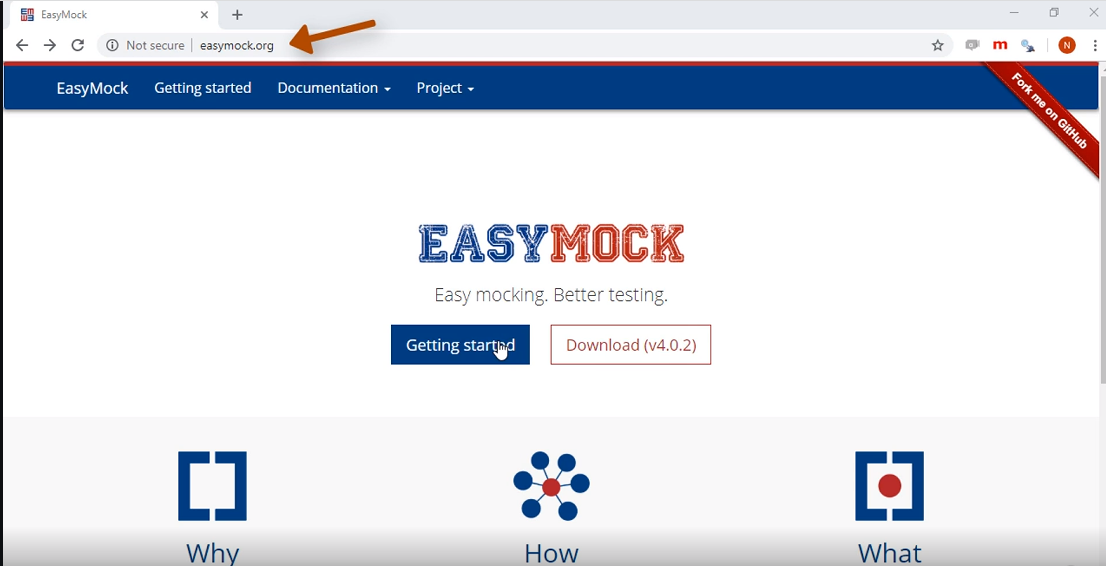 EasyMock
Not secure easymock.org
m N
EasyMock Getting started Documentation Project
Fork me on GitHub
EASYMOCK
Easy mocking. Better testing.
Getting started Download (v4.0.2)
Why How What